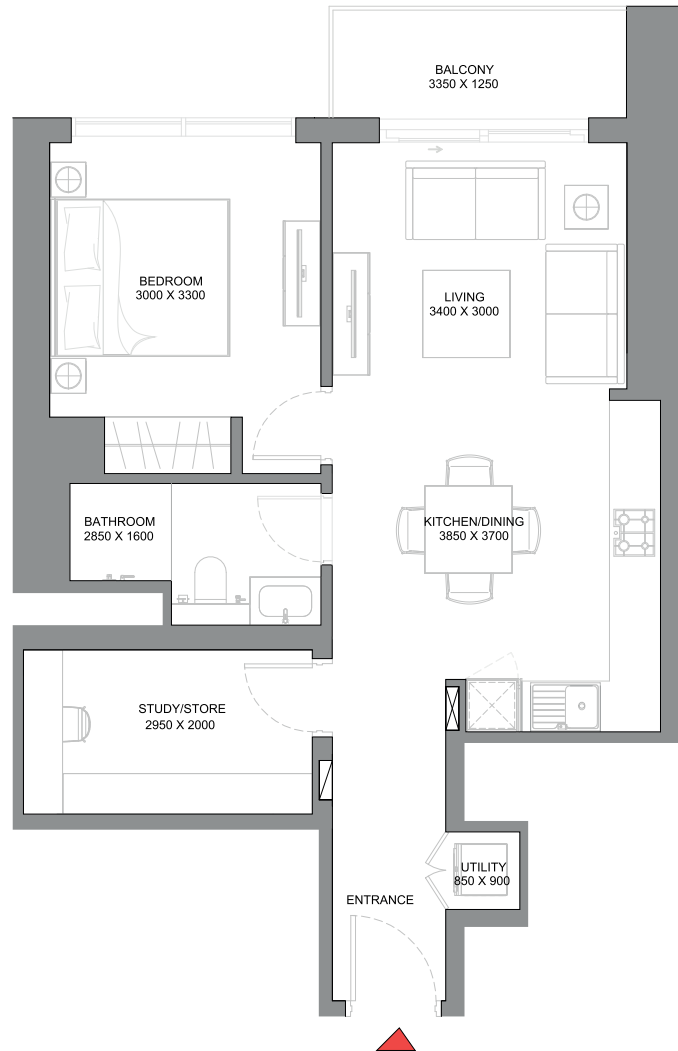 BALCONY
3350 X 1250
BEDROOM
3000 X 3300
LIVING
3400 X 3000
BATHROOM
2850 X 1600
KITCHEN/DINING
3850 X 3700
STUDY/STORE
2950 X 2000
UTILITY
850 X 900
ENTRANCE